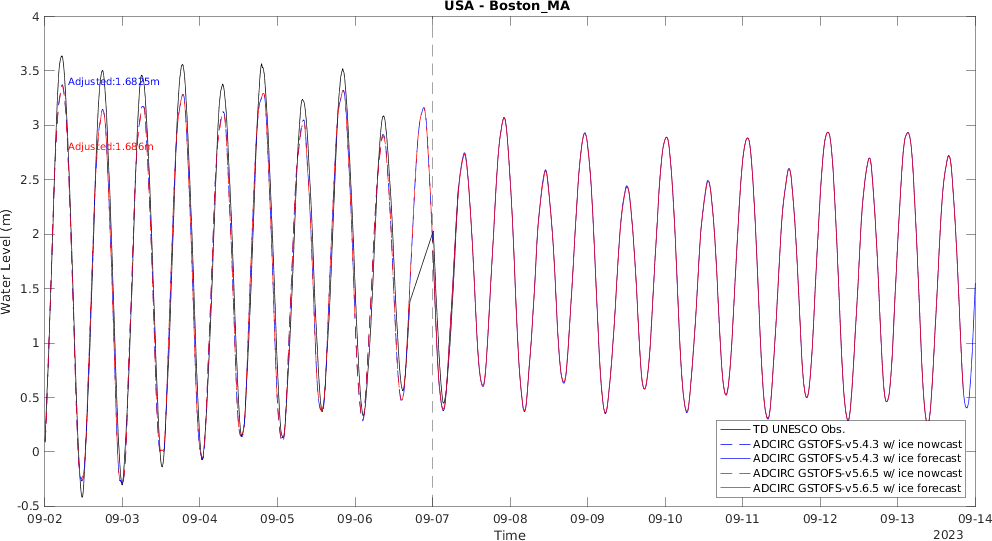 USA - Boston_MA
4
3.5
3
2.5
2
1.5
1
0.5
0
-0.5
Water Level (m)
Adjusted:1.6825m
Adjusted:1.686m
TD UNESCO Obs.
ADCIRC GSTOFS-v5.4.3 w/ ice nowcast
ADCIRC GSTOFS-v5.4.3 w/ ice forecast
ADCIRC GSTOFS-v5.6.5 w/ ice nowcast
ADCIRC GSTOFS-v5.6.5 w/ ice forecast
09-02 09-03 09-04 09-05 09-06 09-07 09-08 09-09 09-10 09-11 09-12 09-13 09-14
Time
2023